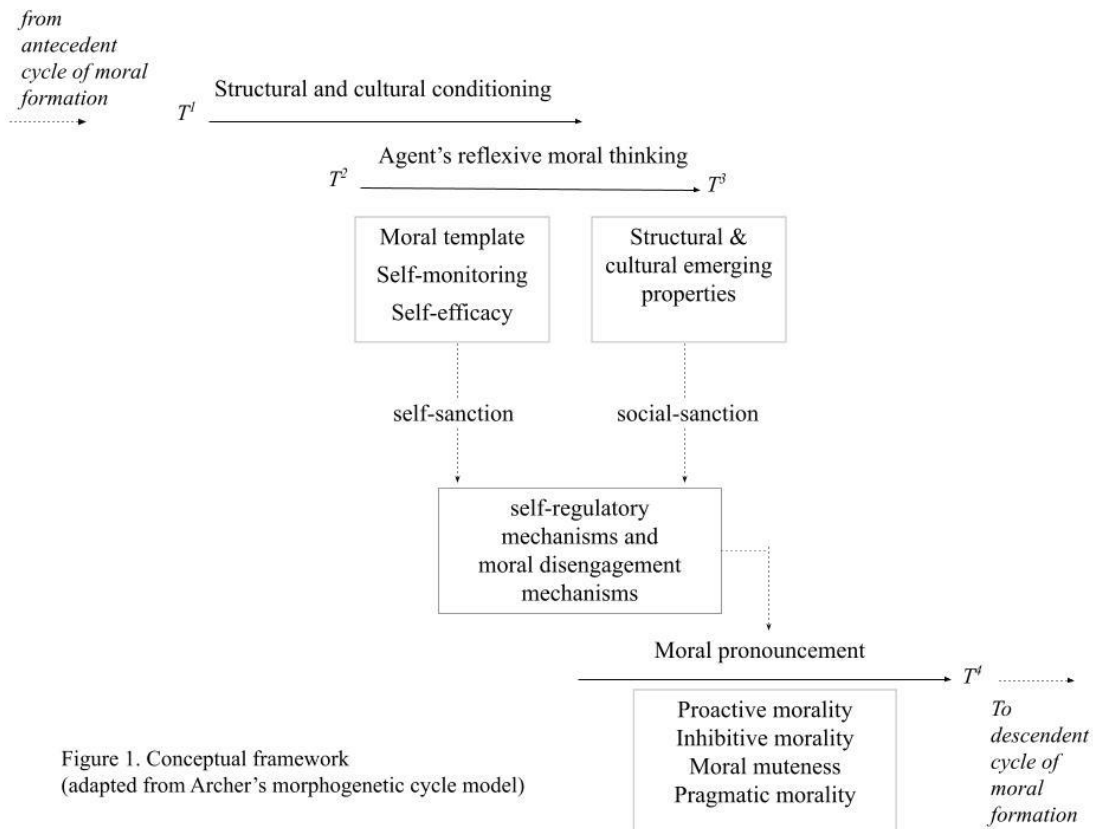 from
antecedent
cycle of moral
formation
Structural and cultural conditioning
T¹
Agent’s reflexive moral thinking
T²
T³
Moral template
Self-monitoring
Self-efficacy
Structural &
cultural emerging
properties
self-sanction
social-sanction
self-regulatory
mechanisms and
moral disengagement
mechanisms
Moral pronouncement
T⁴
Proactive morality
Inhibitive morality
Moral muteness
Pragmatic morality
To
descendent
cycle of
moral
formation
Figure 1. Conceptual framework
(adapted from Archer’s morphogenetic cycle model)